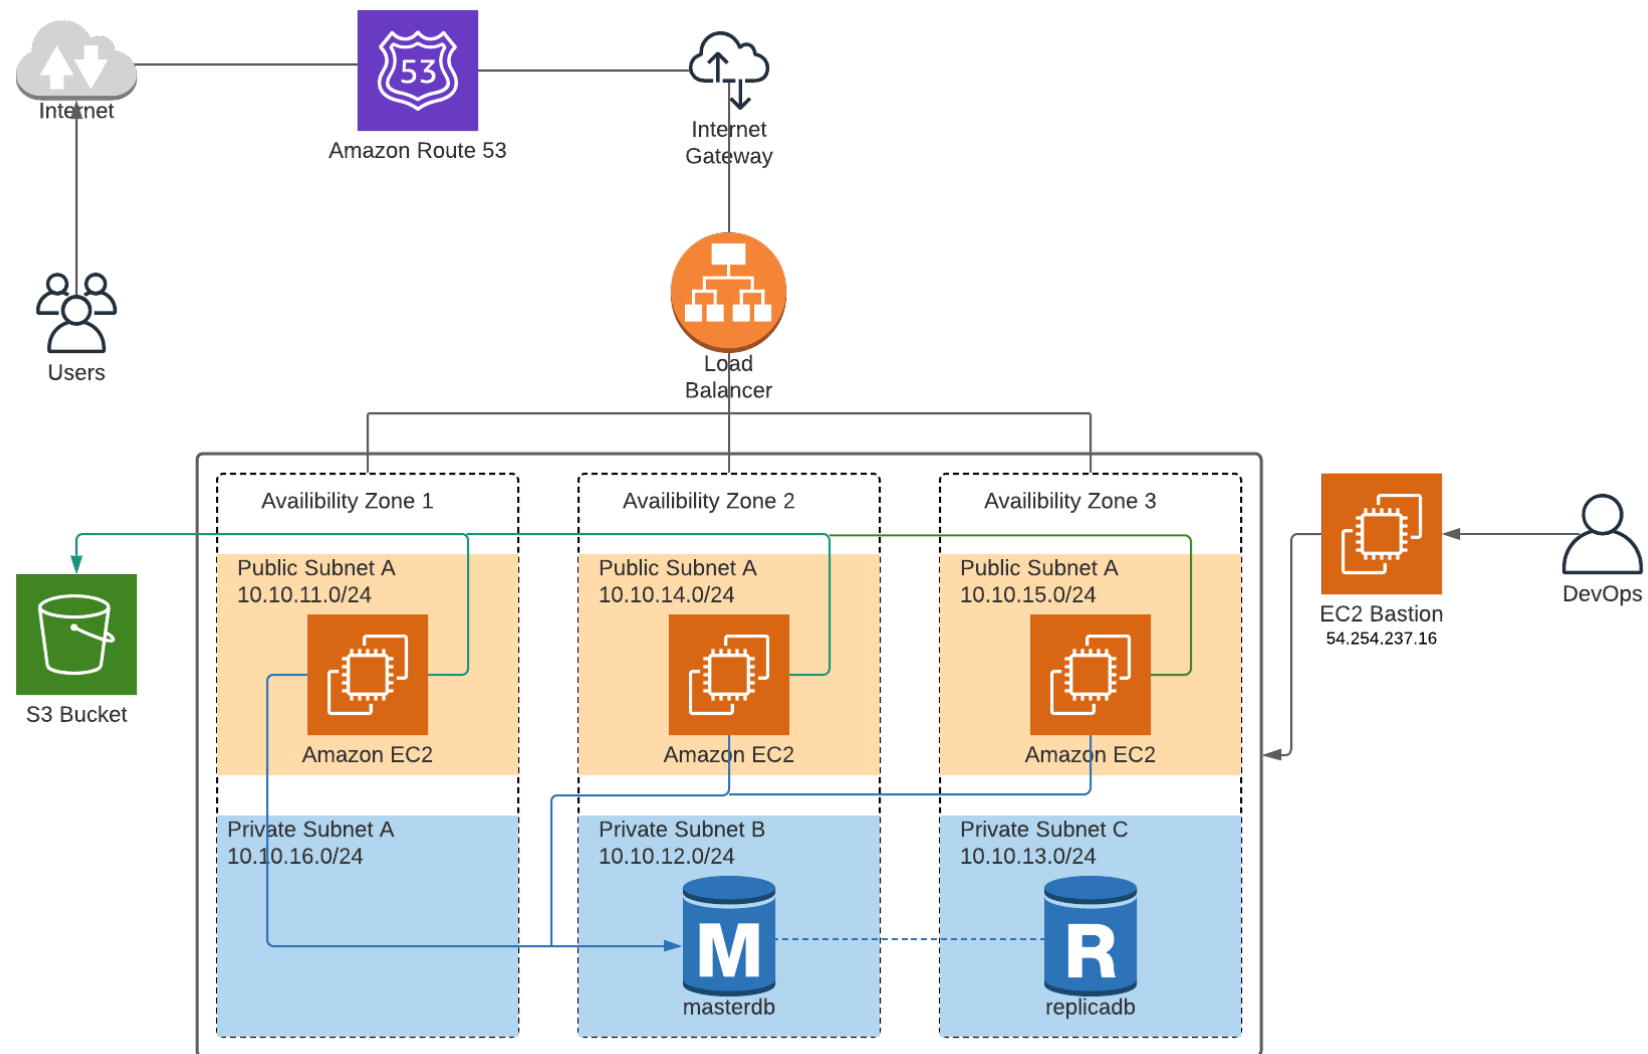 Internet
53
Amazon Route 53
Internet
Gateway
Users
Load
Balancer
Availibility Zone 1
Availibility Zone 2
Availibility Zone 3
Public Subnet A
10.10.11.0/24
Public Subnet A
10.10.14.0/24
Public Subnet A
10.10.15.0/24
EC2 Bastion
54.254.237.16
DevOps
S3 Bucket
Amazon EC2
Amazon EC2
Amazon EC2
Private Subnet A
10.10.16.0/24
Private Subnet B
10.10.12.0/24
Private Subnet C
10.10.13.0/24
M
masterdb
R
replicadb